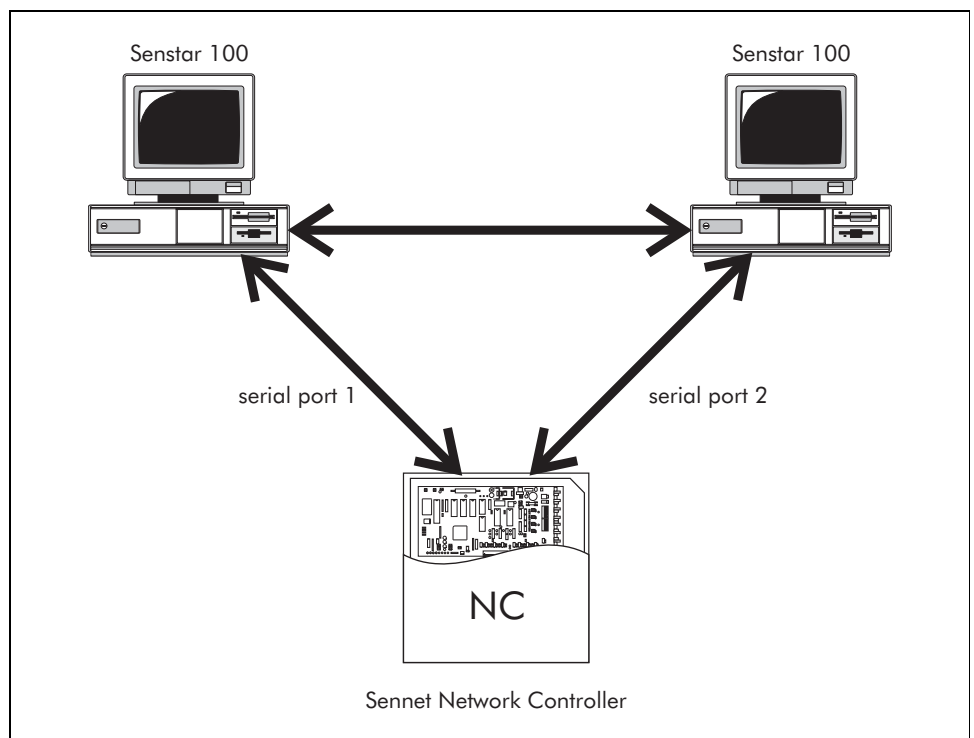 Senstar 100
Senstar 100
serial port 1
serial port 2
NC
Sennet Network Controller